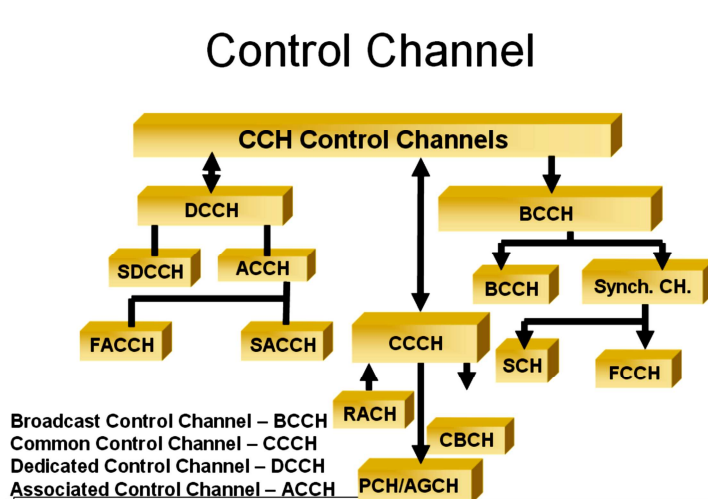 Control Channel
CCH Control Channels
DCCH
BCCH
SDCCH
ACCH
BCCH
Synch. CH.
FACCH
SACCH
CCCH
SCH
FCCH
RACH
CBCH
PCH/AGCH
Broadcast Control Channel – BCCH
Common Control Channel – CCCH
Dedicated Control Channel – DCCH
Associated Control Channel – ACCH